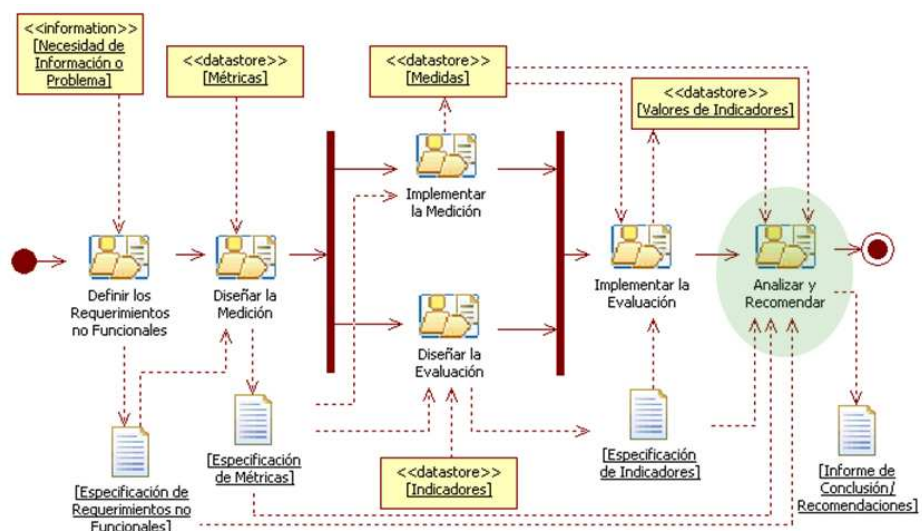 <<information>>
[Necesidad de
Información o
Problema]
<<datastore>>
[Métricas]
<<datastore>>
[Medidas]
<<datastore>>
[Valores de Indicadores]
Implementar
la Medición
Definir los
Requerimientos
no Funcionales
Diseñar la
Medición
Implementar la
Evaluación
Analizar y
Recomendar
Diseñar la
Evaluación
[Especificación de
Requerimientos no
Funcionales]
[Especificación
de Métricas]
<<datastore>>
[Indicadores]
[Especificación
de Indicadores]
[Informe de
Conclusión/
Recomendaciones]